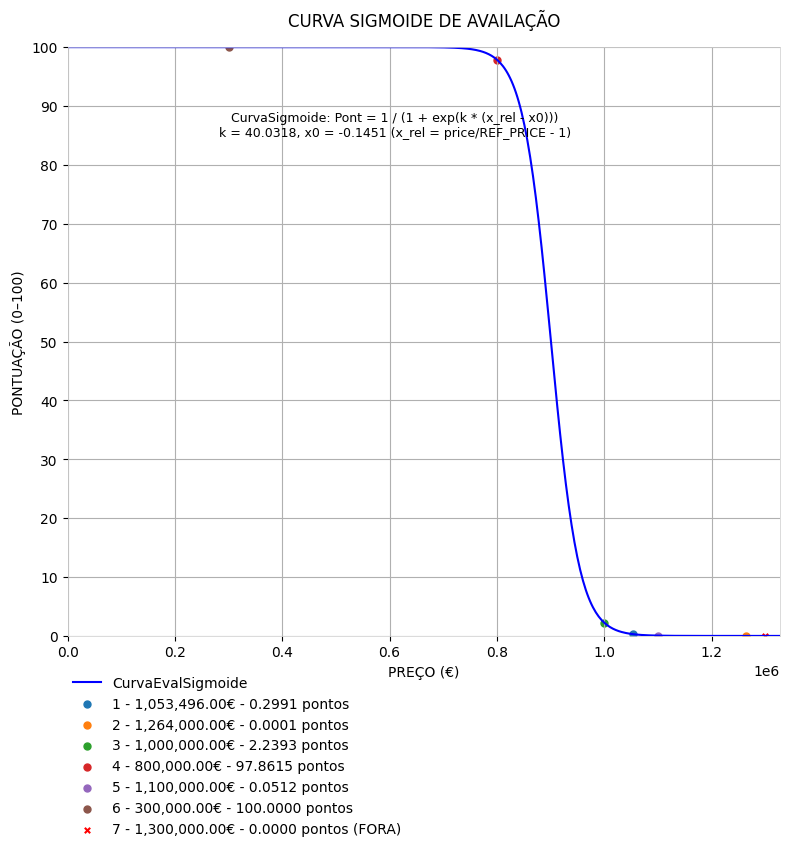 CURVA SIGMOIDE DE AVAILAÇÃO
CurvaSigmoide: Pont = 1 / (1 + exp(k * (x_rel - x0)))
k = 40.0318, x0 = -0.1451 (x_rel = price/REF_PRICE - 1)
PONTUAÇÃO (0–100)
100
90
80
70
60
50
40
30
20
10
0
0.0
0.2
0.4
0.6
0.8
1.0
1.2
1e6
PREÇO (€)
CurvaEvalSigmoide
1 - 1,053,496.00€ - 0.2991 pontos
2 - 1,264,000.00€ - 0.0001 pontos
3 - 1,000,000.00€ - 2.2393 pontos
4 - 800,000.00€ - 97.8615 pontos
5 - 1,100,000.00€ - 0.0512 pontos
6 - 300,000.00€ - 100.0000 pontos
7 - 1,300,000.00€ - 0.0000 pontos (FORA)